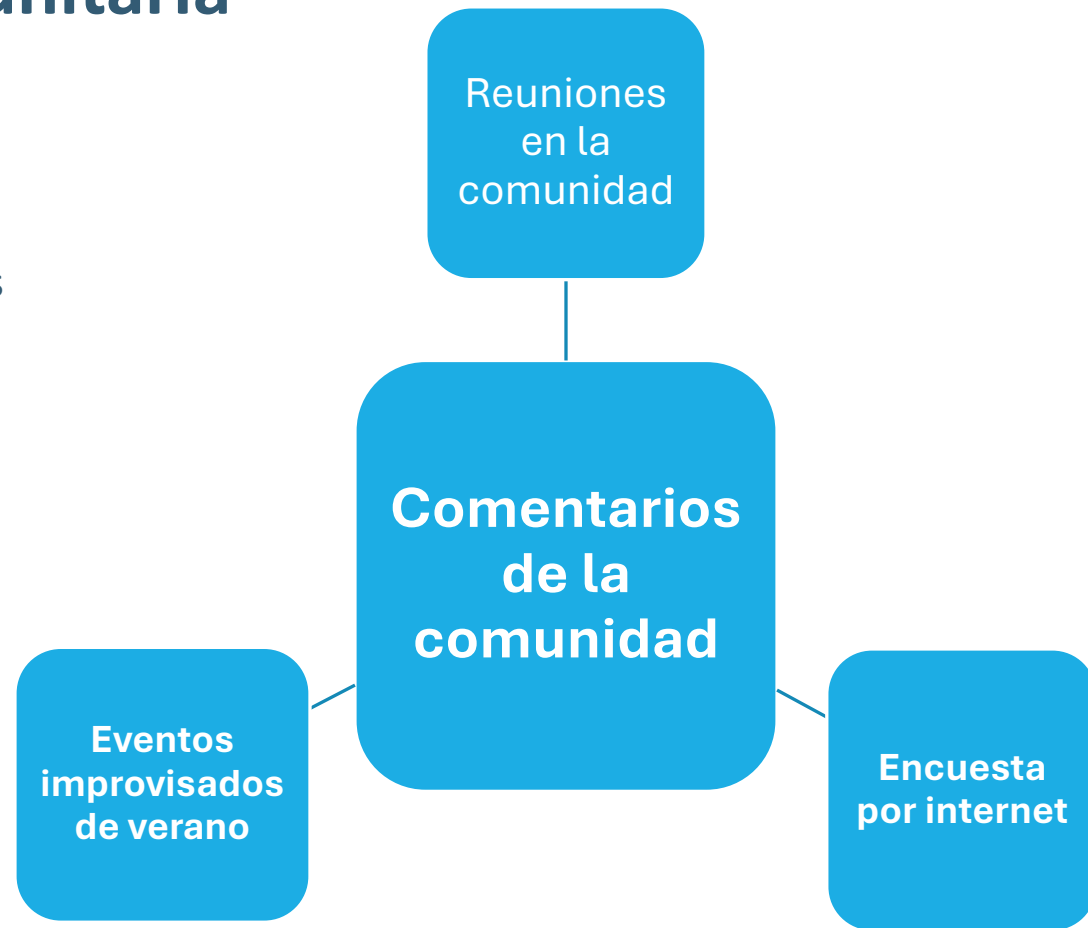 Reuniones
en la
comunidad
Comentarios
de la
comunidad
Eventos
improvisados
de verano
Encuesta
por internet